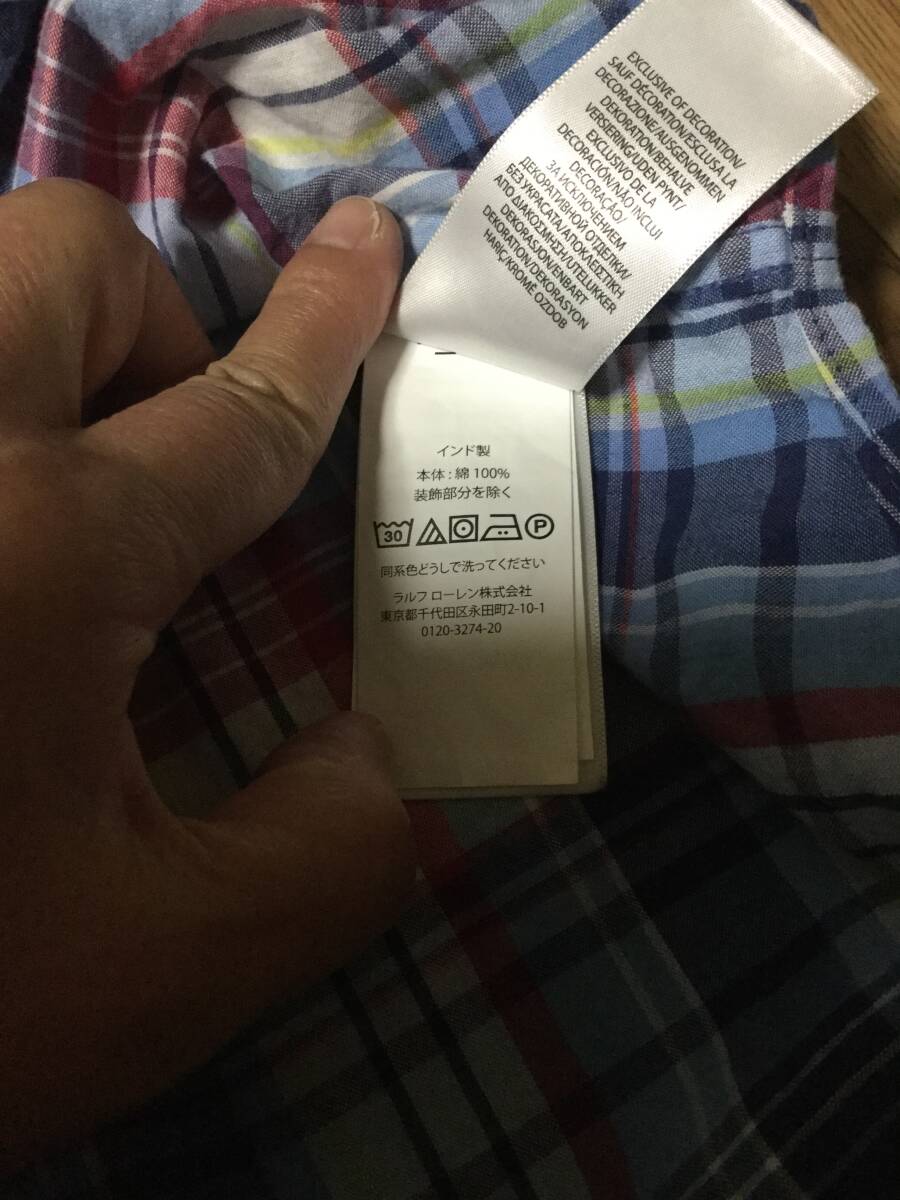 EXCLUSIVE OF DECORATION/
SAUF DÉCORATION/ESCLUSA LA
DECORAZIONE/AUSGENOMMEN
DEKORATION/BEHALVE
VERSIERING/UDEN PYNT/
EXCLUSIVO DE LA
DECORACIÓN/NÃO INCLUI
DECORAÇÃO/
ЗА ИСКЛЮЧЕНИЕМ
ДЕКОРАТИВНОЙ ОТДЕЛКИ/
БЕЗ УКРАСАТА/ΑΠΟΚΛΕΙΣΤΙΚΗ
ΑΠΟ ΔΙΑΚΟΣΜΗΣΗ/OTELUKKER
DEKORASJON/ENBART
DEKORATION/DEKORASYON
HARİÇ/KROMĚ OZDOB
インド製
本体 : 綿 100%
装飾部分を除く
30 P
同系色どうしで洗ってください
ラルフ ローレン株式会社
東京都千代田区永田町2-10-1
0120-3274-20